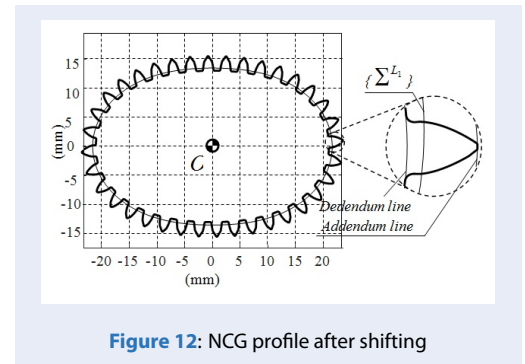 15
10
5
0
-5
-10
-15
(mm)
C
-20 -15 -10 -5 0 5 10 15 20
(mm)
{ Σ^{L_1} }
Dedendum line
Addendum line
Figure 12: NCG profile after shifting